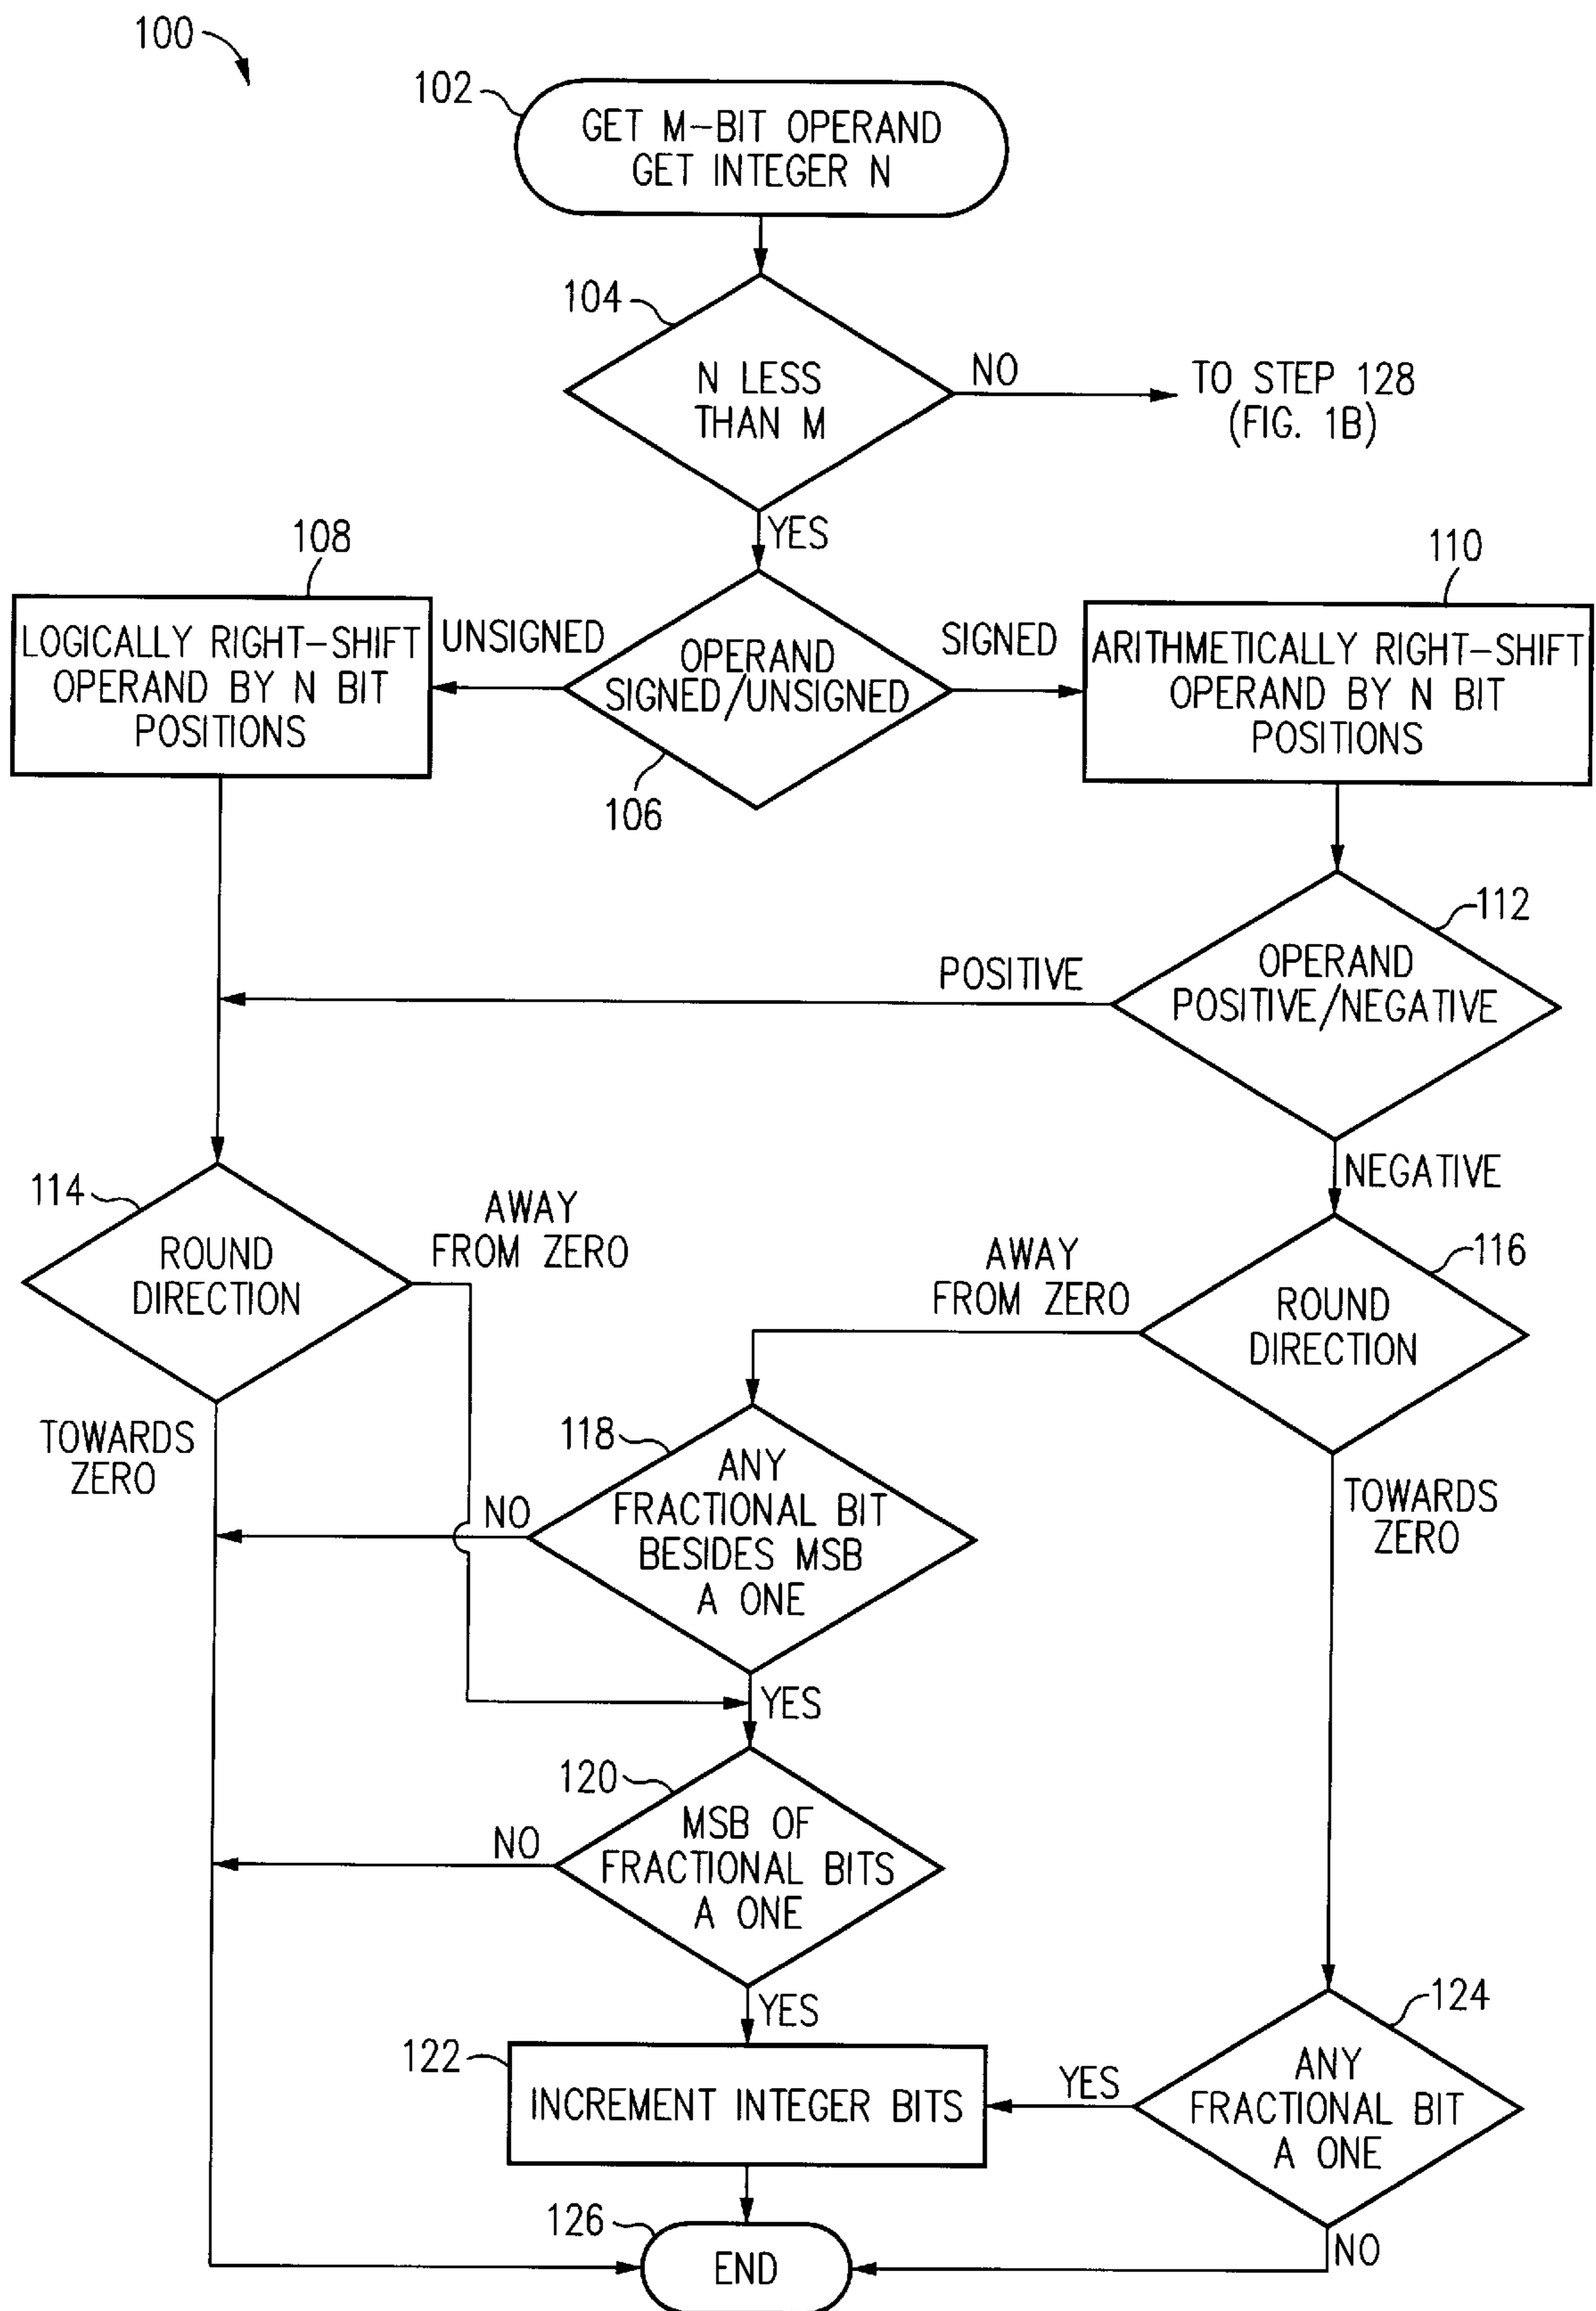 100
102
GET M-BIT OPERAND
GET INTEGER N
104
N LESS
THAN M
NO
TO STEP 128
(FIG. 1B)
YES
108
110
LOGICALLY RIGHT-SHIFT
OPERAND BY N BIT
POSITIONS
UNSIGNED
OPERAND
SIGNED/UNSIGNED
SIGNED
ARITHMETICALLY RIGHT-SHIFT
OPERAND BY N BIT
POSITIONS
106
112
POSITIVE
OPERAND
POSITIVE/NEGATIVE
NEGATIVE
114
ROUND
DIRECTION
AWAY
FROM ZERO
AWAY
FROM ZERO
116
ROUND
DIRECTION
TOWARDS
ZERO
118
ANY
FRACTIONAL BIT
BESIDES MSB
A ONE
NO
TOWARDS
ZERO
YES
120
MSB OF
FRACTIONAL BITS
A ONE
NO
YES
122
INCREMENT INTEGER BITS
YES
124
ANY
FRACTIONAL BIT
A ONE
126
END
NO